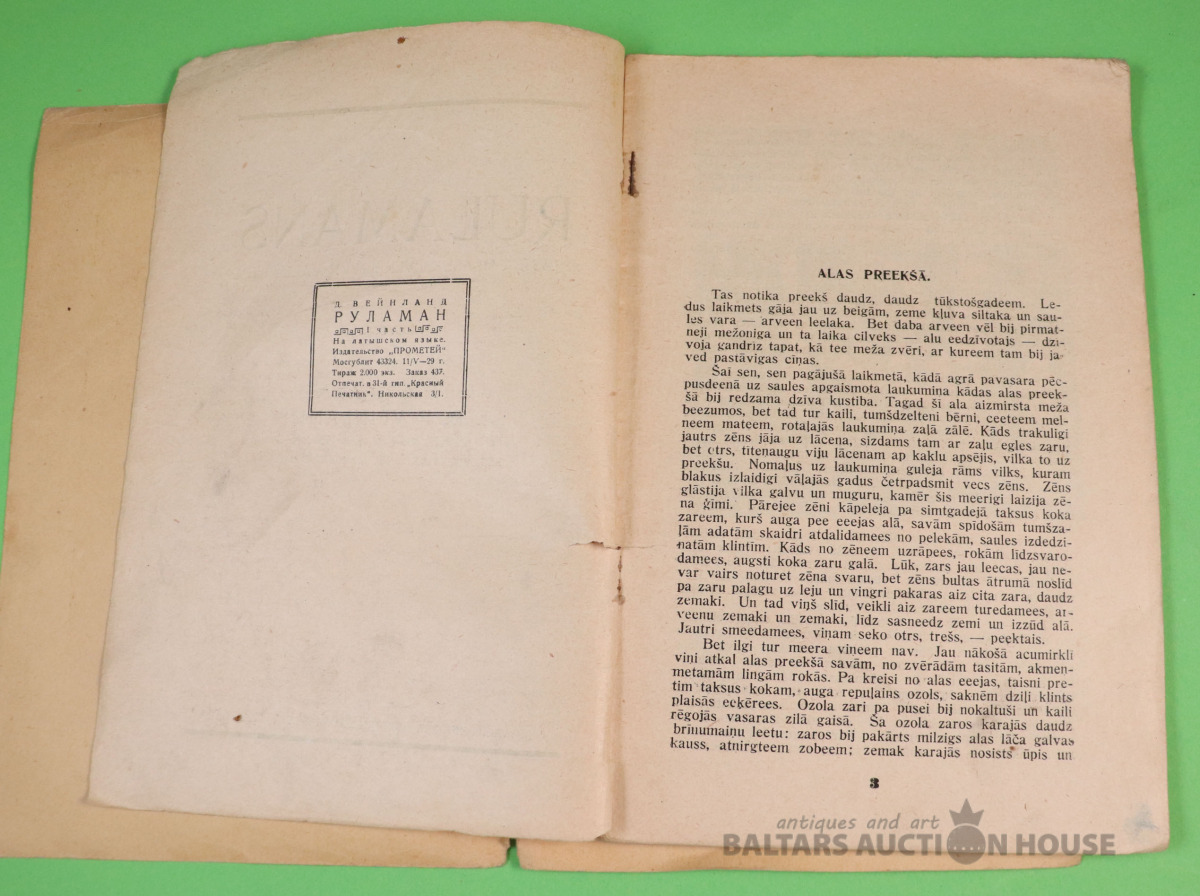 RULAMANS
Д. ВЕЙЛАНД
РУЛАМАН
I часть
На латышском языке.
Издательство „ПРОМЕТЕЙ“
Мосгублит 43324. 11/V—29 г.
Тираж 2.000 экз. Заказ 437.
Отпечат. в 31-й тип. „Красный
Печатник“. Никольская 3/1.
ALAS PREEKŠĀ.
Tas notika preekš daudz, daudz tūkstošgadeem. Le-
dus laikmets gāja jau uz beigām, zeme kļuva siltaka un sau-
les vara — arveen leelaka. Bet daba arveen vēl bij pirmat-
neji mežoniga un ta laika cilveks — alu eedzīvotajs — dzī-
voja gandrīz tapat, kā tee meža zvēri, ar kureem tam bij ja-
ved pastāvigas ciņas.
Šai sen, sen pagājušā laikmetā, kādā agrā pavasara pēc-
pusdeenā uz saules apgaismota laukumiņa kādas alas preek-
šā bij redzama dzīva kustiba. Tagad šī ala aizmirsta meža
beezumos, bet tad tur kaili, tumšdzelteni bērni, ceeteem mel-
neem mateem, rotaļajās laukumiņa zaļā zālē. Kāds trakuligi
jautrs zēns jāja uz lācena, sizdams tam ar zaļu egles zaru,
bet otrs, titeņaugu viju lācenam ap kaklu apsējis, vilka to uz
preekšu. Nomaļus uz laukumiņa guleja rāms vilks, kuram
blakus izlaidigi vāļajās gadus četrpadsmit vecs zēns. Zēns
glāstija vilka galvu un muguru, kamēr šis meerigi laizija zē-
na ģīmi. Pārejee zēni kāpeleja pa simtgadejā taksus koka
zareem, kurš auga pee eeejas alā, savām spīdošām tumšza-
ļām adatām skaidri atdalidamees no pelekām, saules izdedzi-
natām klintīm. Kāds no zēneem uzrāpees, rokām līdzsvaro-
damees, augsti koka zaru galā. Lūk, zars jau leecas, jau ne-
var vairs noturet zēna svaru, bet zēns bultas ātrumā noslīd
pa zaru palagu uz leju un vingri pakaras aiz cita zara, daudz
zemaki. Un tad viņš slīd, veikli aiz zareem turedamees, ar-
veenu zemaki un zemaki, līdz sasneedz zemi un izzūd alā.
Jautri smeedamees, viņam seko otrs, trešs, — peektais.
Bet ilgi tur meera viņeem nav. Jau nākošā acumirkli
viņi atkal alas preekšā savām, no zvērādām tasitām, akmen-
metamām lingām rokās. Pa kreisi no alas eeejas, taisni pre-
tim taksus kokam, auga repuļains ozols, saknēm dziļi klints
plaisās eeķērees. Ozola zari pa pusei bij nokaltuši un kaili
rēgojās vasaras zilā gaisā. Ša ozola zaros karajās daudz
brīnumaiņu leetu: zaros bij pakārts milzigs alas lāča galvas
kauss, atņirgteem zobeem; zemak karajās nosists ūpis un
3
antiques and art
BALTARS AUCTION HOUSE